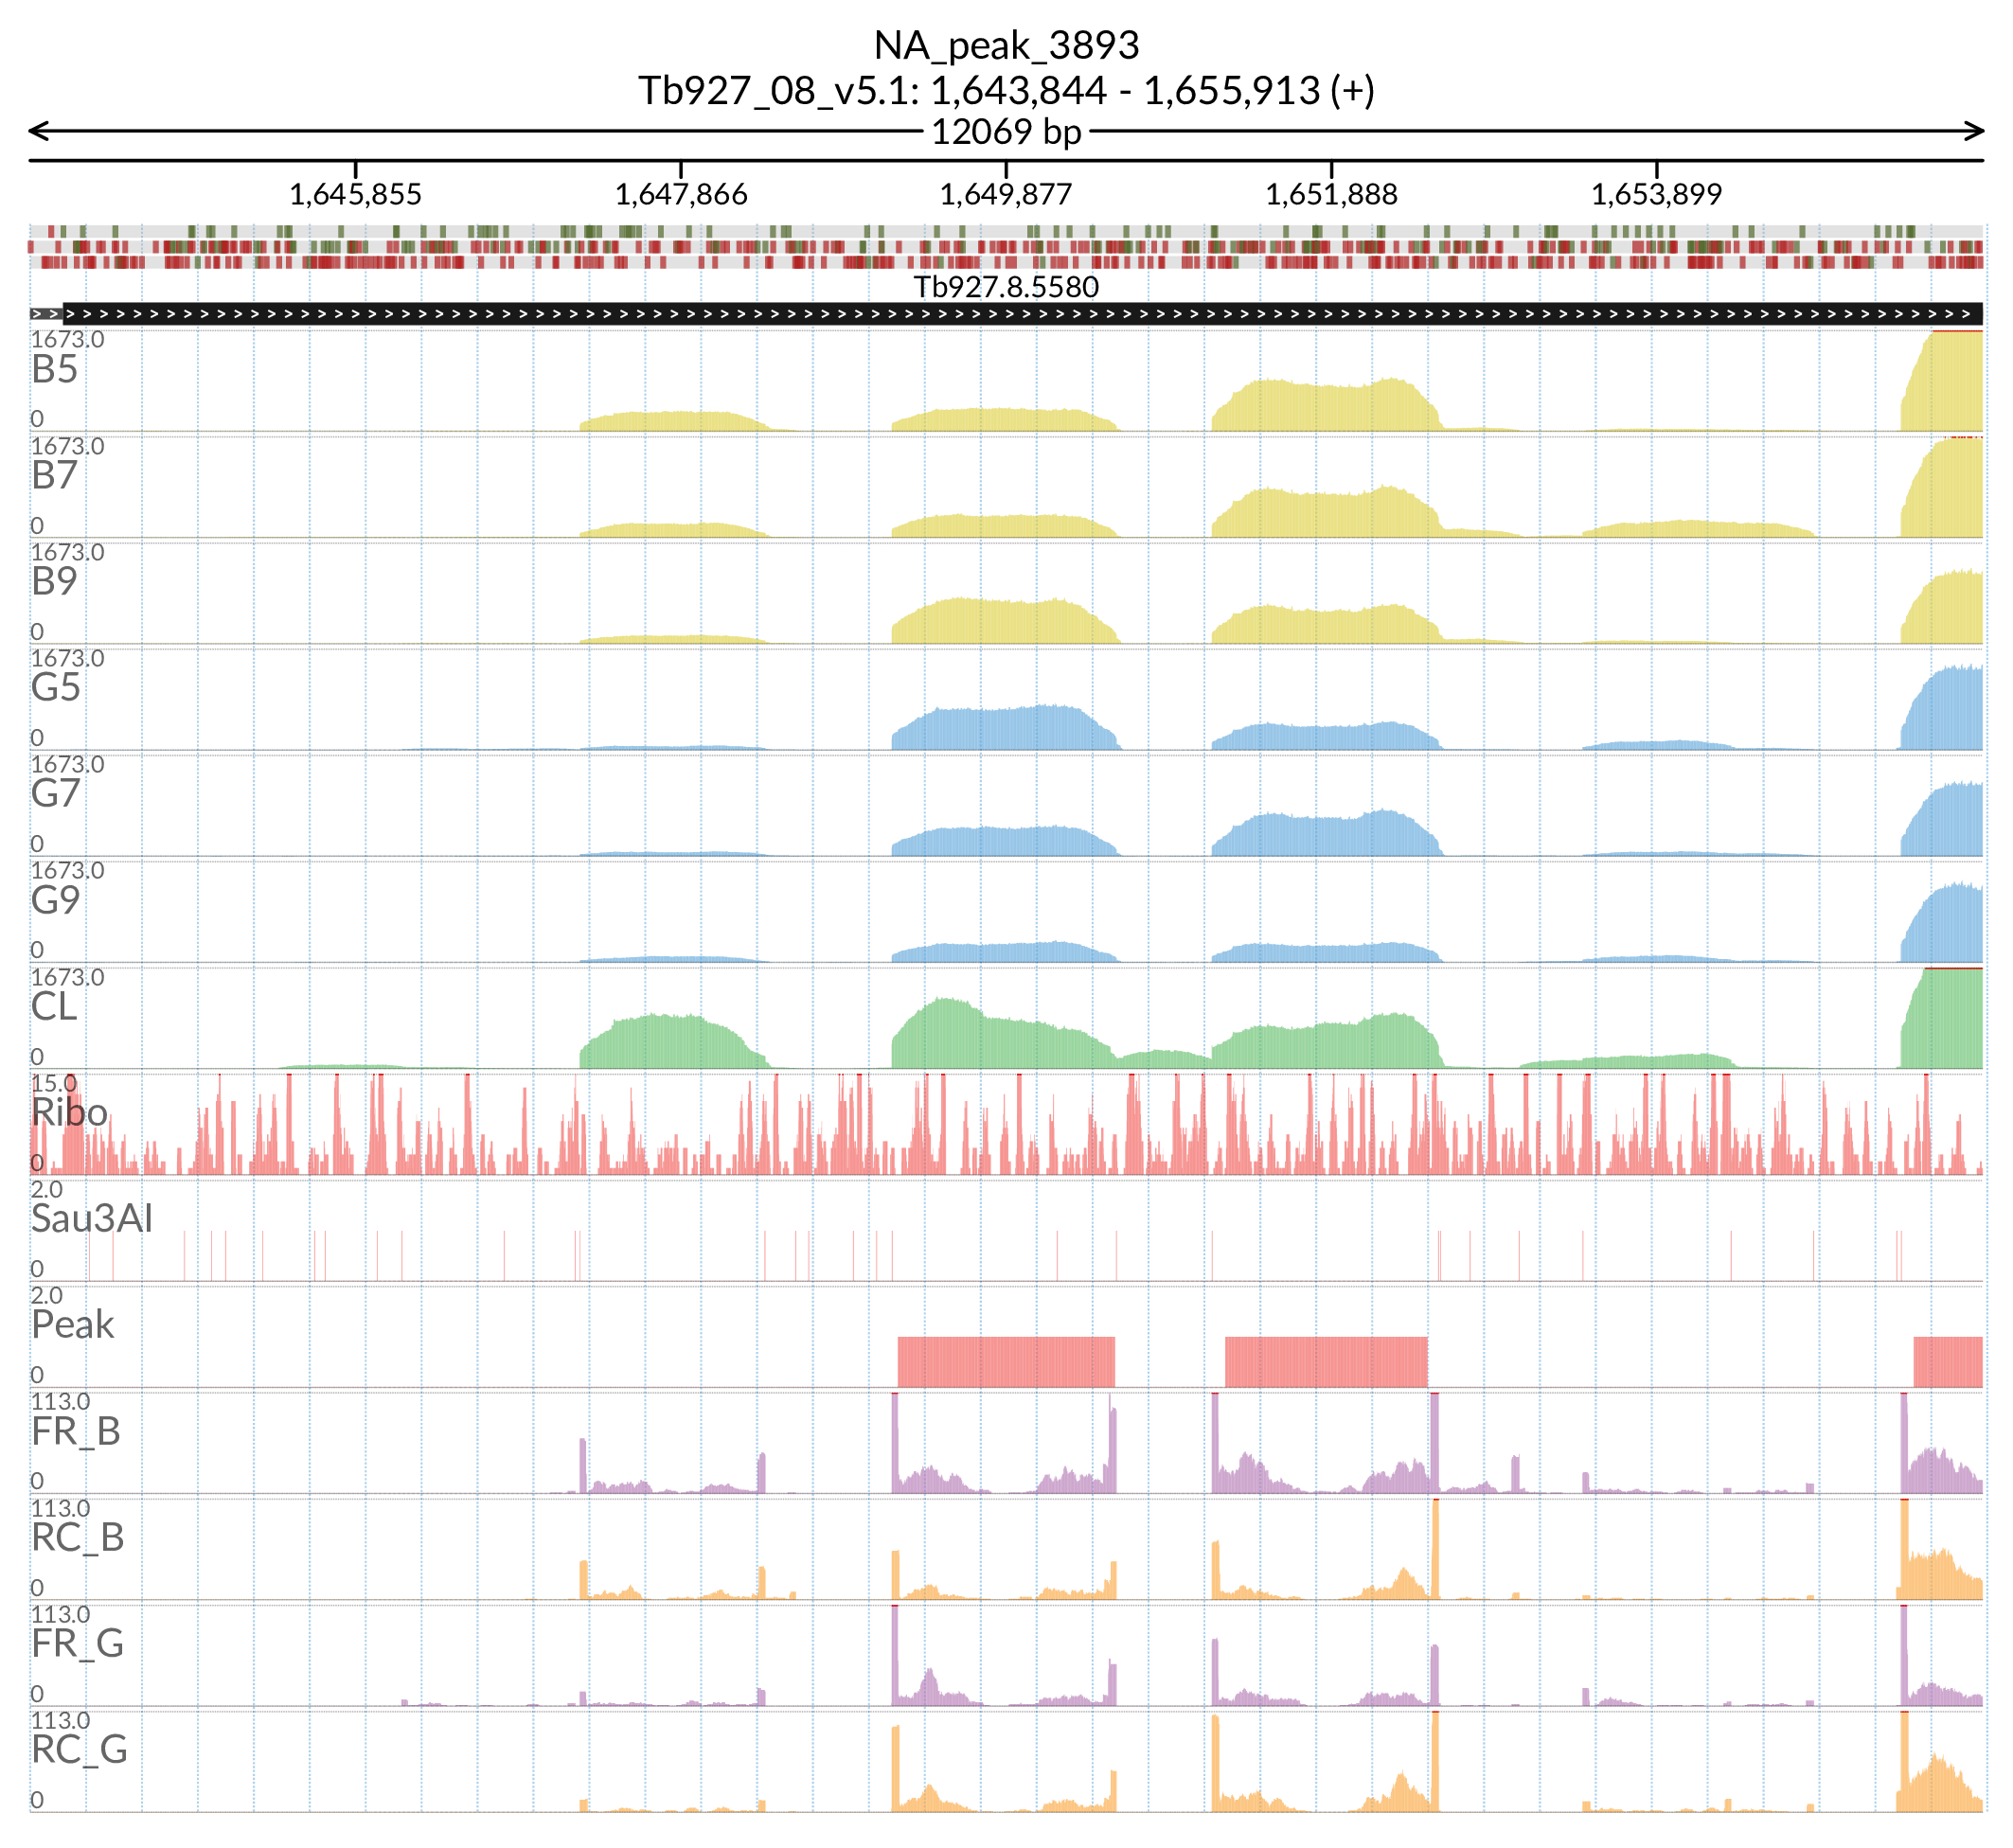 NA_peak_3893
Tb927_08_v5.1: 1,643,844 - 1,655,913 (+)
12069 bp
1,645,855 1,647,866 1,649,877 1,651,888 1,653,899
Tb927.8.5580
1673.0
B5
0
1673.0
B7
0
1673.0
B9
0
1673.0
G5
0
1673.0
G7
0
1673.0
G9
0
1673.0
CL
0
15.0
Ribo
0
2.0
Sau3AI
0
2.0
Peak
0
113.0
FR_B
0
113.0
RC_B
0
113.0
FR_G
0
113.0
RC_G
0